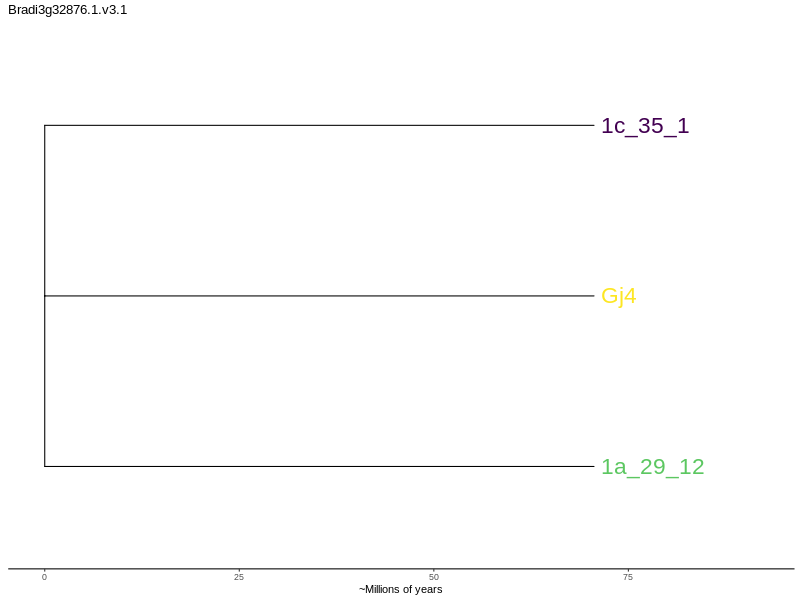 Bradi3g32876.1.v3.1
1c_35_1
Gj4
1a_29_12
0 25 50 75
~Millions of years